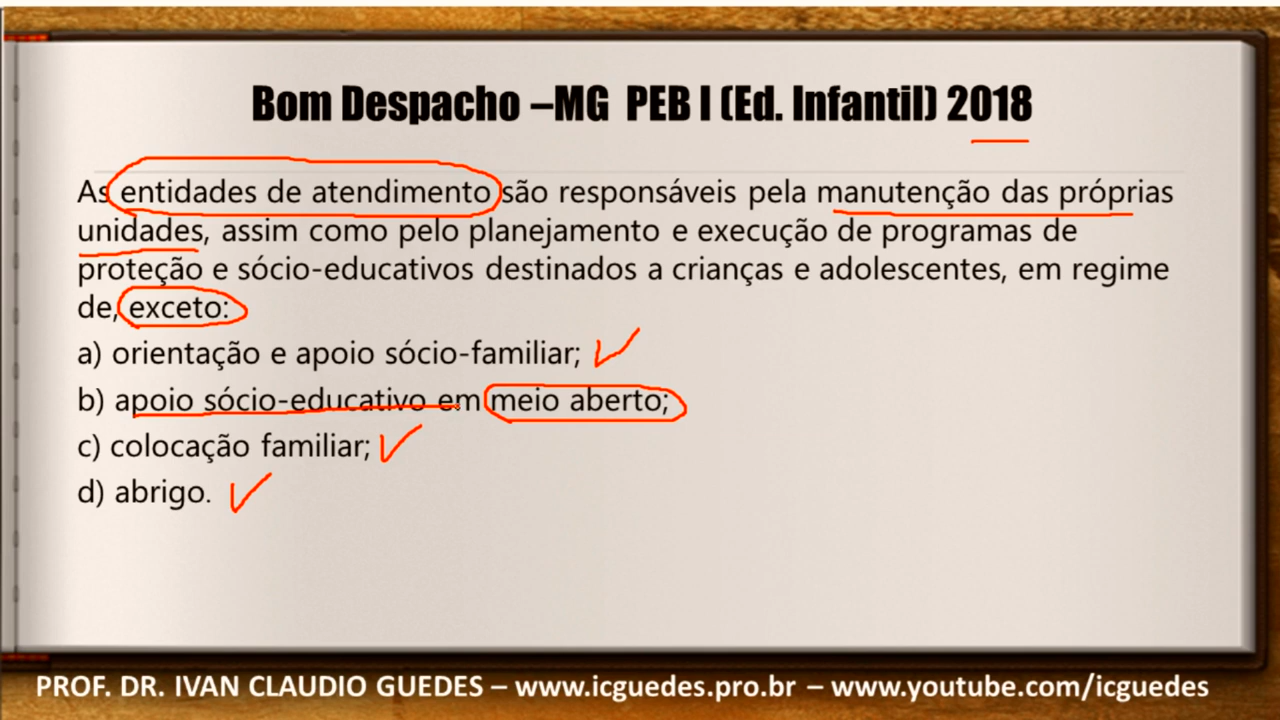 Bom Despacho –MG PEB I (Ed. Infantil) 2018
As entidades de atendimento são responsáveis pela manutenção das próprias
unidades, assim como pelo planejamento e execução de programas de
proteção e sócio-educativos destinados a crianças e adolescentes, em regime
de, exceto:
a) orientação e apoio sócio-familiar;
b) apoio sócio-educativo em meio aberto;
c) colocação familiar;
d) abrigo.
PROF. DR. IVAN CLAUDIO GUEDES – www.icguedes.pro.br – www.youtube.com/icguedes